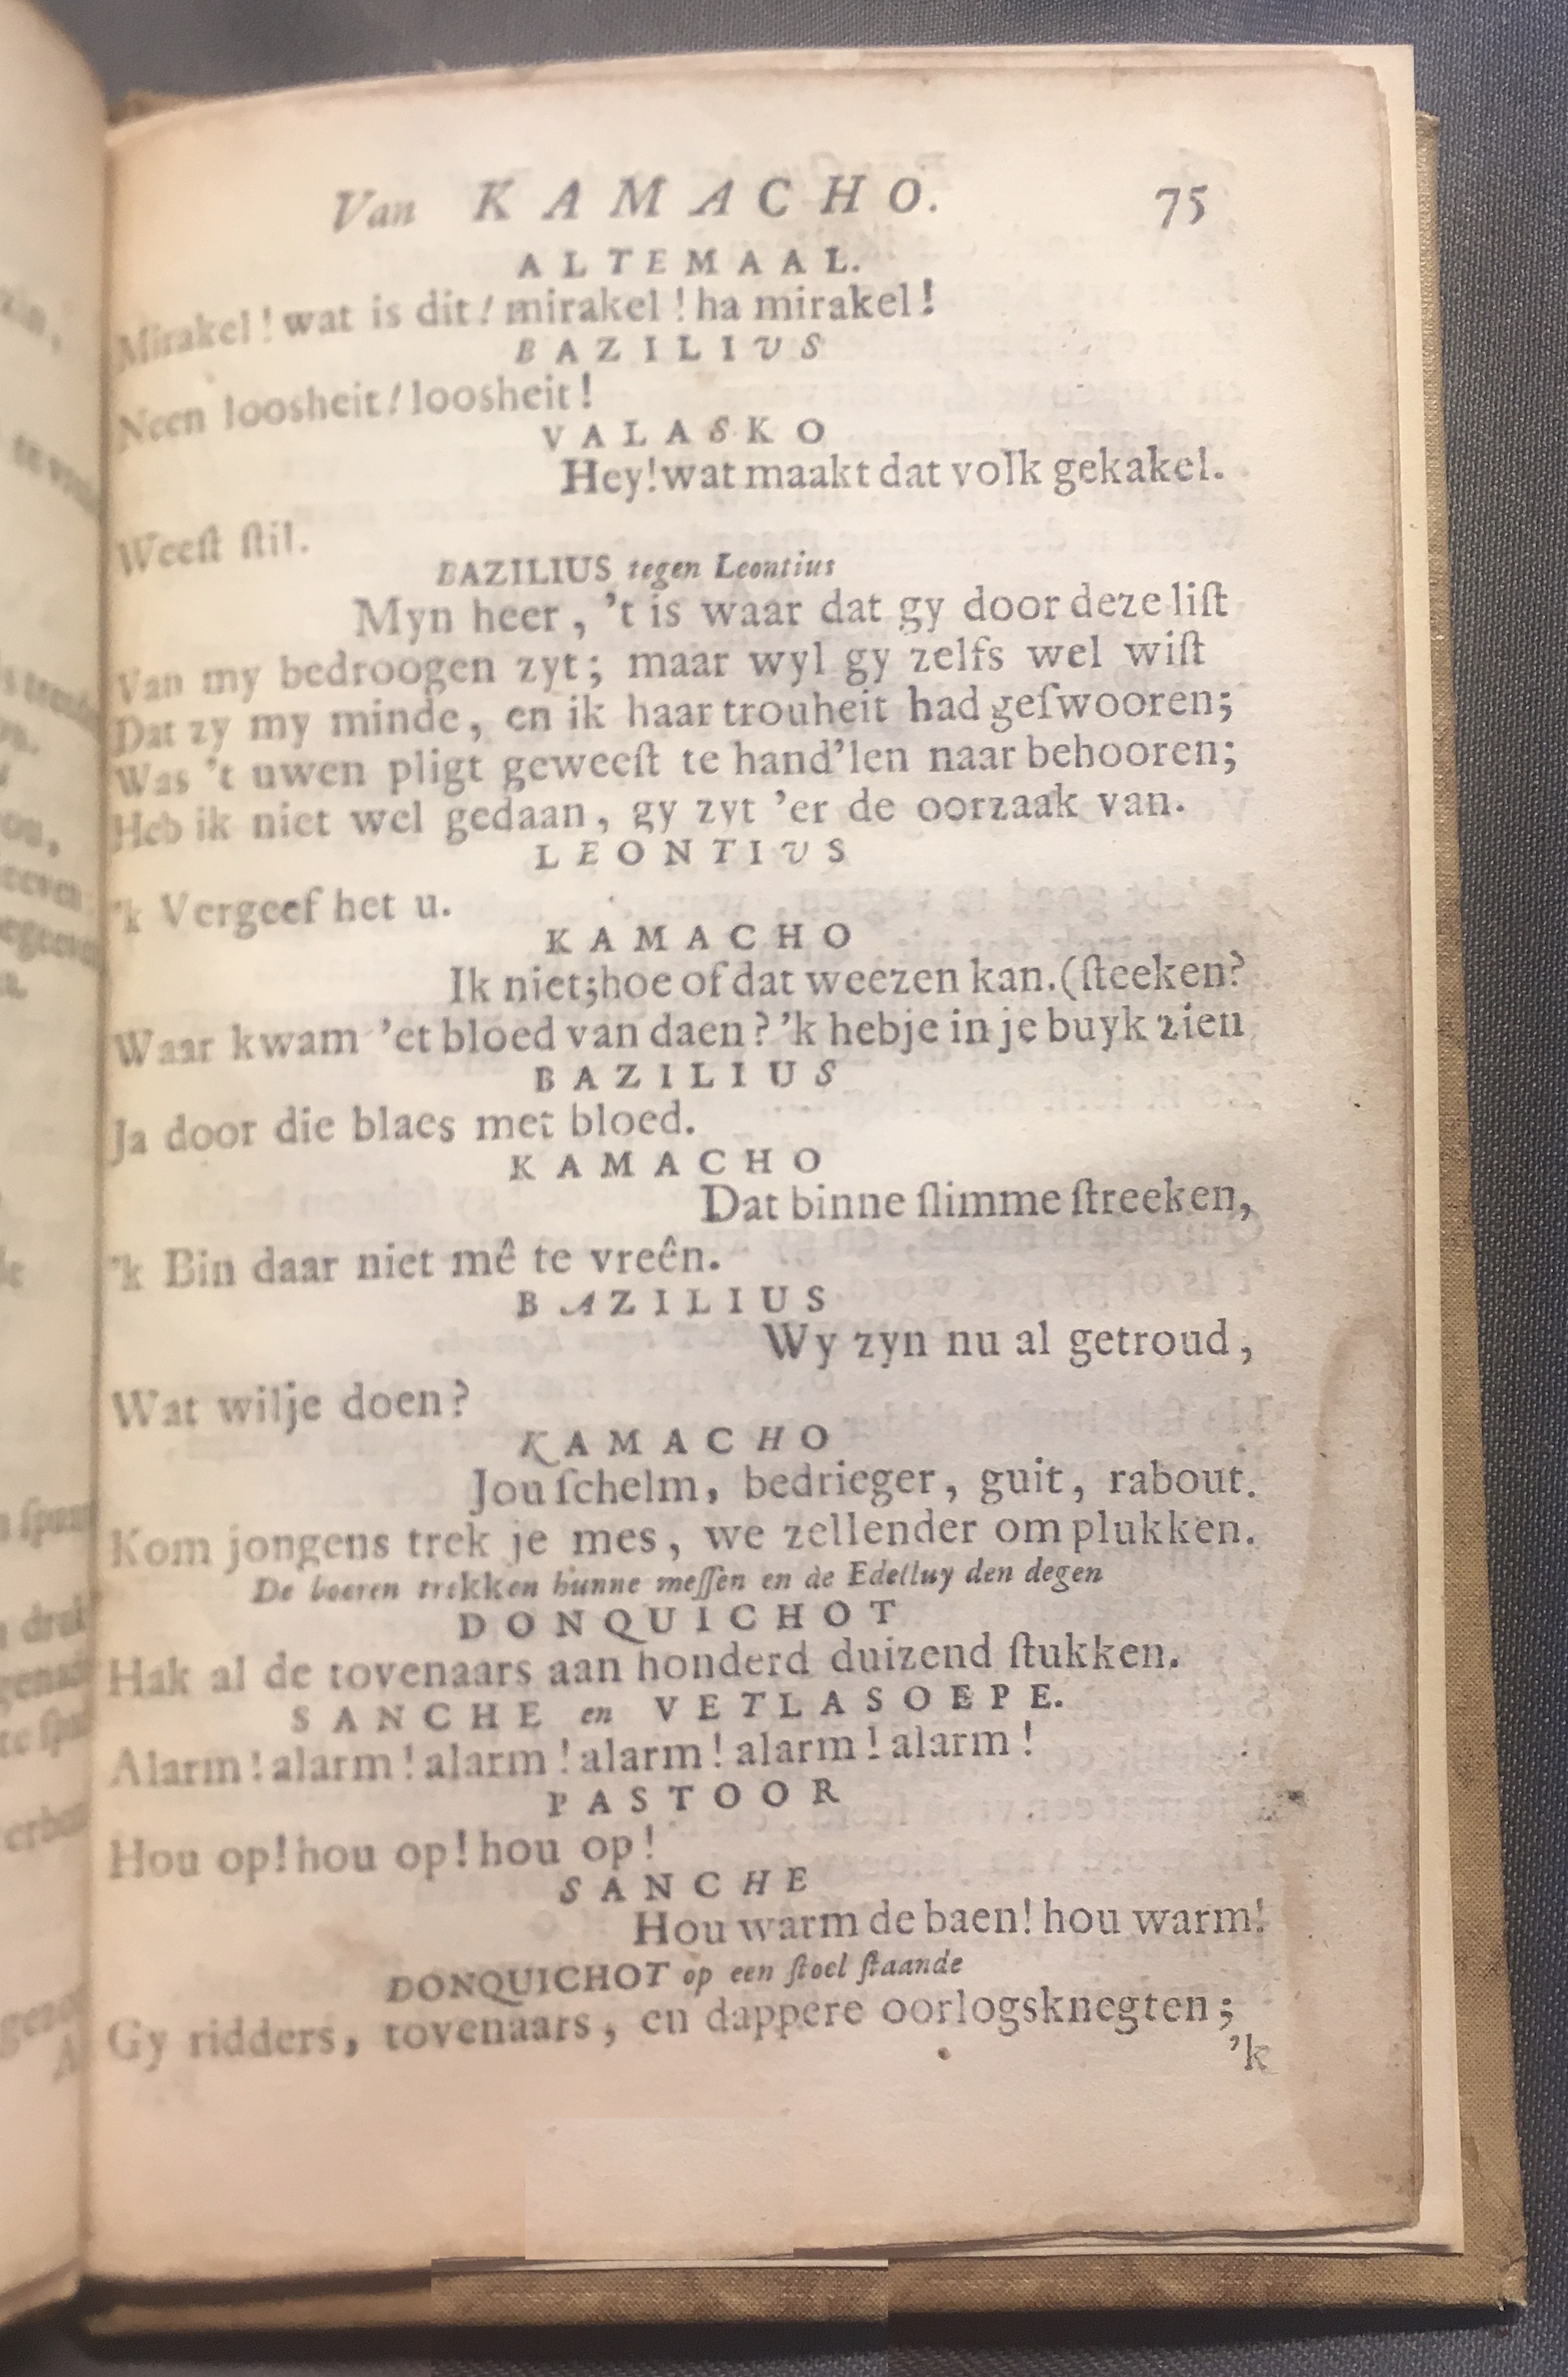 Van KAMACHO. 75
ALTEMAAL.
Mirakel! wat is dit! mirakel! ha mirakel!
BAZILIUS
Neen loosheit! loosheit!
VALASKO
Hey! wat maakt dat volk gekakel.
Weeſt ſtil.
BAZILIUS tegen Leontius
Myn heer, 't is waar dat gy door deze liſt
Van my bedroogen zyt; maar wyl gy zelfs wel wiſt
Dat zy my minde, en ik haar trouheit had geſwooren;
Was 't uwen pligt geweeſt te hand'len naar behooren;
Heb ik niet wel gedaan, gy zyt 'er de oorzaak van.
LEONTIUS
'k Vergeef het u.
KAMACHO
Ik niet; hoe of dat weezen kan. (ſteeken?
Waar kwam 'et bloed van daen? 'k hebje in je buyk zien
BAZILIUS
Ja door die blaes met bloed.
KAMACHO
Dat binne ſlimme ſtreeken,
'k Bin daar niet mê te vreên.
BAZILIUS
Wy zyn nu al getroud,
Wat wilje doen?
KAMACHO
Jou ſchelm, bedrieger, guit, rabout.
Kom jongens trek je mes, we zellender om plukken.
De boeren trekken hunne meſſen en de Edelluy den degen
DONQUICHOT
Hak al de tovenaars aan honderd duizend ſtukken.
SANCHE en VETLASOEPE.
Alarm! alarm! alarm! alarm! alarm! alarm!
PASTOOR
Hou op! hou op! hou op!
SANCHE
Hou warm de baen! hou warm!
DONQUICHOT op een ſtoel ſtaande
Gy ridders, tovenaars, en dappere oorlogsknegten;
'k